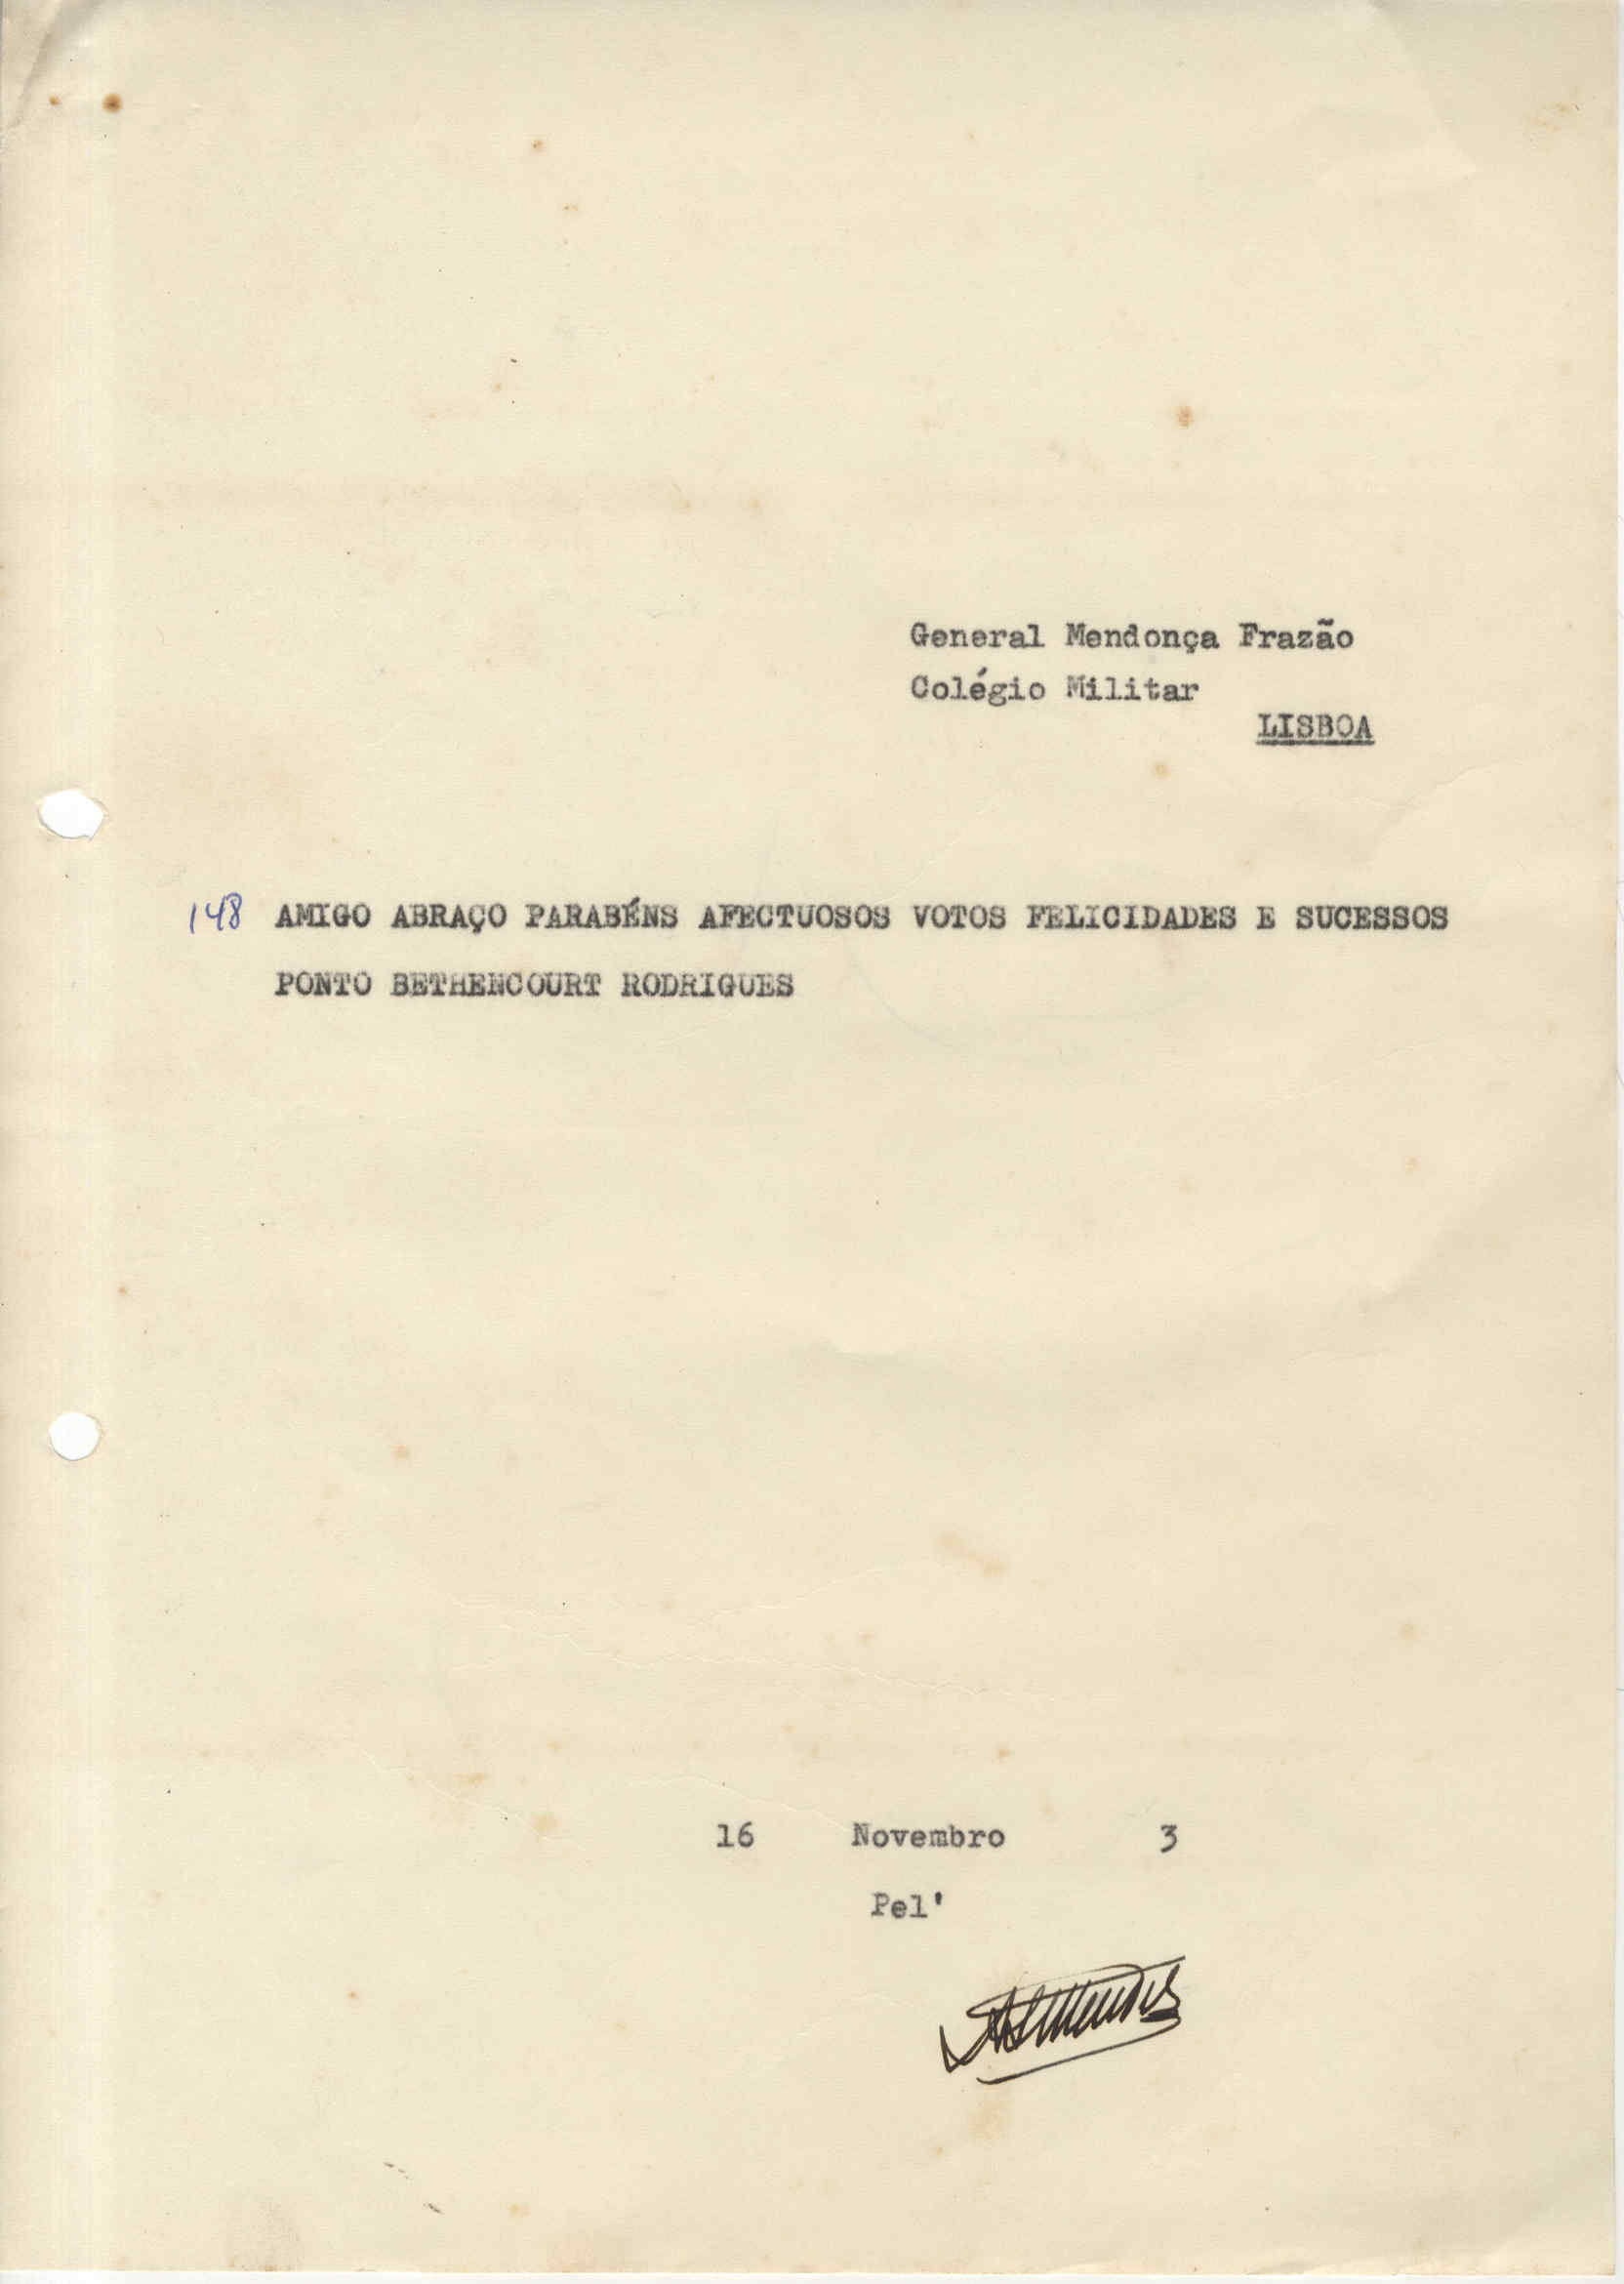 General Mendonça Frazão
Colégio Militar
LISBOA
148 AMIGO ABRAÇO PARABÉNS AFECTUOSOS VOTOS FELICIDADES E SUCESSOS
PONTO BETHENCOURT RODRIGUES
16 Novembro 3
Pel'